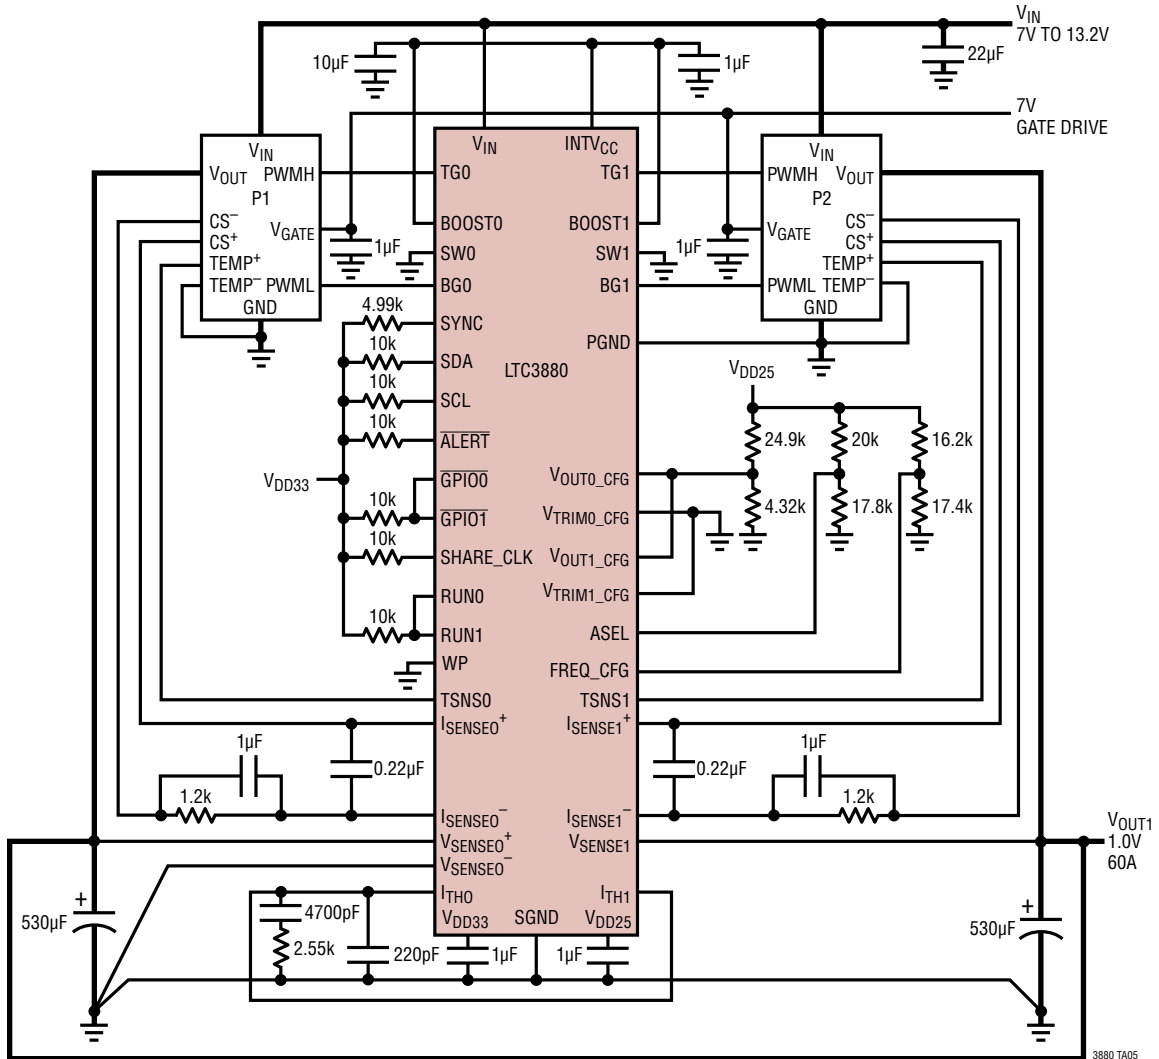 VIN
7V TO 13.2V
10µF
1µF
22µF
7V
GATE DRIVE
VIN
VOUT PWMH
P1
CS−
CS+
VGATE
TEMP+
TEMP− PWML
GND
1µF
VIN
INTVCC
TG0
TG1
BOOST0
BOOST1
SW0
SW1
BG0
BG1
SYNC
PGND
SDA
LTC3880
SCL
ALERT
GPIO0
VOUT0_CFG
GPIO1
VTRIM0_CFG
SHARE_CLK
VOUT1_CFG
RUN0
VTRIM1_CFG
RUN1
ASEL
WP
FREQ_CFG
TSNS0
TSNS1
ISENSE0+
ISENSE1+
ISENSE0−
ISENSE1−
VSENSE0+
VSENSE1
VSENSE0−
ITH0
ITH1
VDD33
SGND
VDD25
1µF
VIN
PWMH VOUT
P2
CS−
VGATE
CS+
TEMP+
PWML TEMP−
GND
4.99k
10k
10k
10k
VDD33
10k
10k
10k
VDD25
24.9k
20k
16.2k
4.32k
17.8k
17.4k
1µF
0.22µF
1.2k
0.22µF
1µF
1.2k
VOUT1
1.0V
60A
530µF
4700pF
2.55k
220pF
1µF
1µF
530µF
3880 TA05